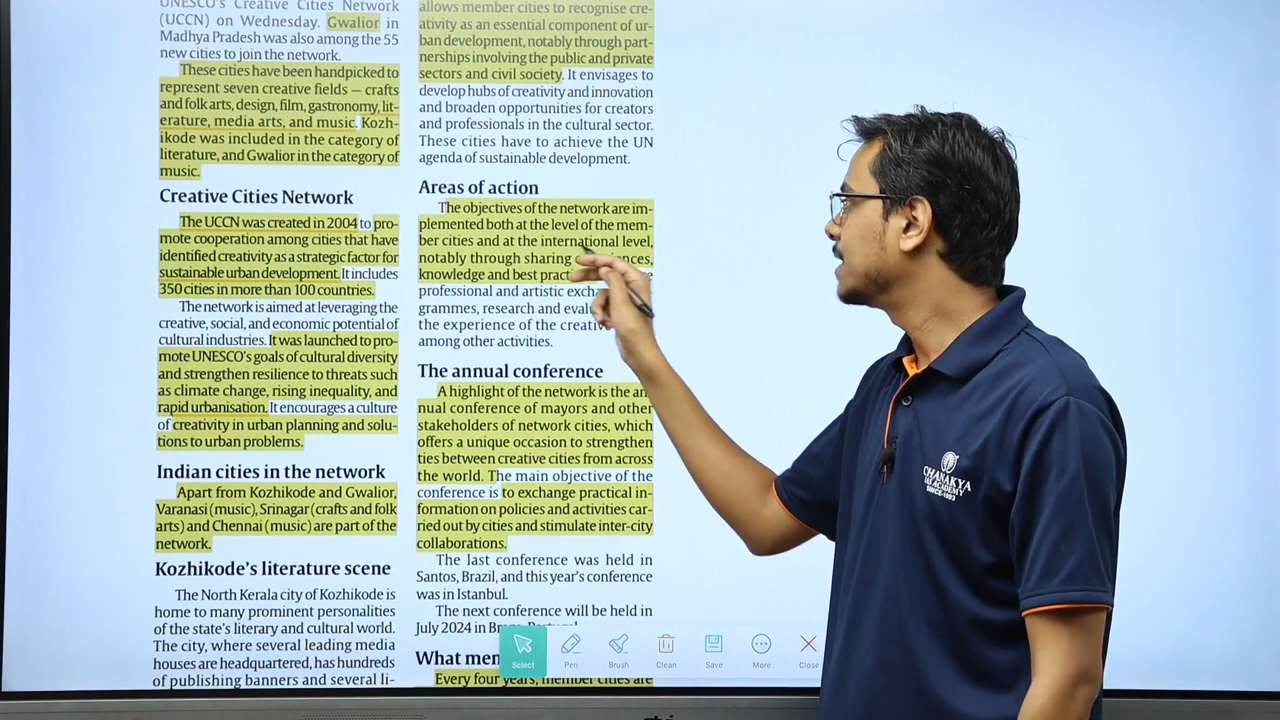 UNESCO's Creative Cities Network
(UCCN) on Wednesday. Gwalior in
Madhya Pradesh was also among the 55
new cities to join the network.
These cities have been handpicked to
represent seven creative fields — crafts
and folk arts, design, film, gastronomy, lit-
erature, media arts, and music. Kozh-
ikode was included in the category of
literature, and Gwalior in the category of
music.
Creative Cities Network
The UCCN was created in 2004 to pro-
mote cooperation among cities that have
identified creativity as a strategic factor for
sustainable urban development. It includes
350 cities in more than 100 countries.
The network is aimed at leveraging the
creative, social, and economic potential of
cultural industries. It was launched to pro-
mote UNESCO's goals of cultural diversity
and strengthen resilience to threats such
as climate change, rising inequality, and
rapid urbanisation. It encourages a culture
of creativity in urban planning and solu-
tions to urban problems.
Indian cities in the network
Apart from Kozhikode and Gwalior,
Varanasi (music), Srinagar (crafts and folk
arts) and Chennai (music) are part of the
network.
Kozhikode's literature scene
The North Kerala city of Kozhikode is
home to many prominent personalities
of the state's literary and cultural world.
The city, where several leading media
houses are headquartered, has hundreds
of publishing banners and several li-
allows member cities to recognise cre-
ativity as an essential component of ur-
ban development, notably through part-
nerships involving the public and private
sectors and civil society. It envisages to
develop hubs of creativity and innovation
and broaden opportunities for creators
and professionals in the cultural sector.
These cities have to achieve the UN
agenda of sustainable development.
Areas of action
The objectives of the network are im-
plemented both at the level of the mem-
ber cities and at the international level,
notably through sharing
knowledge and best
professional and artistic
grammes, research and
the experience of the
among other activities.
The annual conference
A highlight of the network is the an-
nual conference of mayors and other
stakeholders of network cities, which
offers a unique occasion to strengthen
ties between creative cities from across
the world. The main objective of the
conference is to exchange practical in-
formation on policies and activities car-
ried out by cities and stimulate inter-city
collaborations.
The last conference was held in
Santos, Brazil, and this year's conference
was in Istanbul.
The next conference will be held in
July 2024 in
What
Every four years, member cities are
Select Pen Brush Clean Save More Close
CHANAKYA
IAS ACADEMY
SINCE-1993